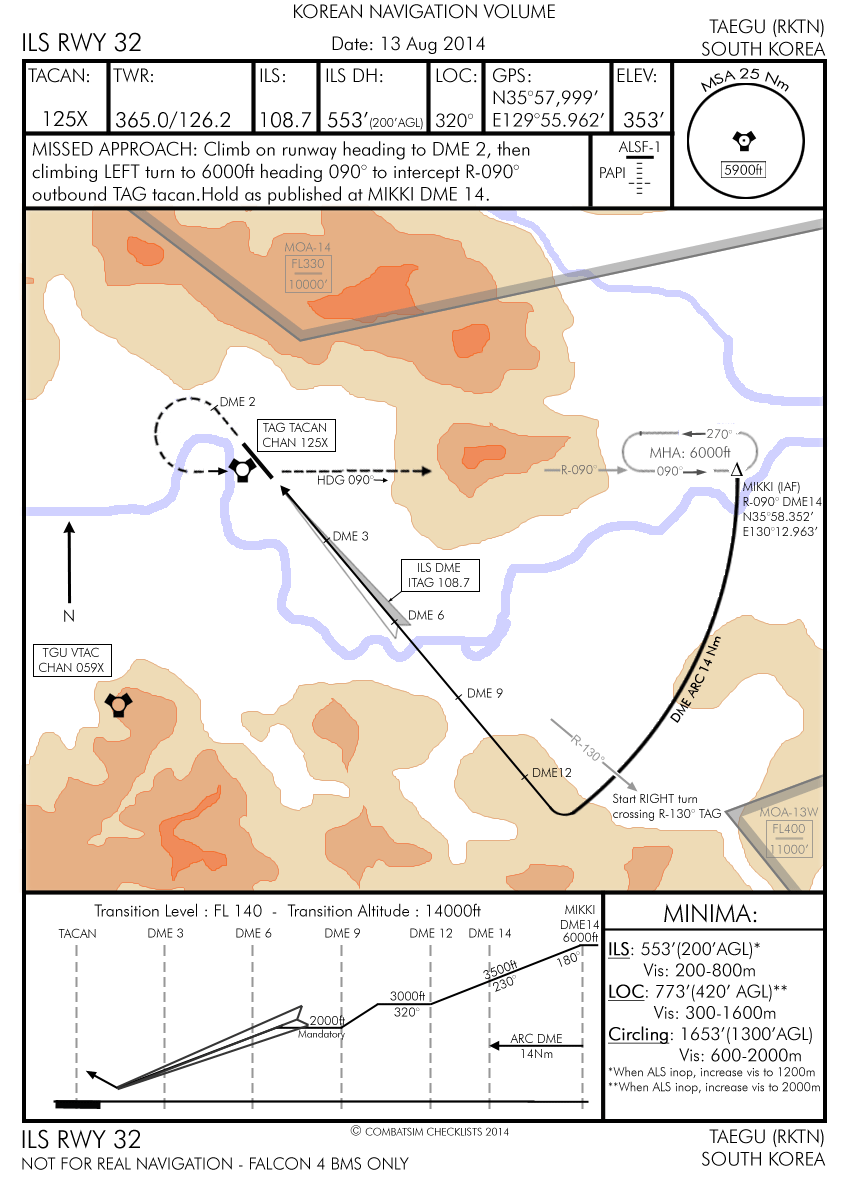 KOREAN NAVIGATION VOLUME
ILS RWY 32
Date: 13 Aug 2014
TAEGU (RKTN)
SOUTH KOREA
TACAN:
125X
TWR:
365.0/126.2
ILS:
108.7
ILS DH:
553'(200'AGL)
LOC:
320°
GPS:
N35°57,999'
E129°55.962'
ELEV:
353'
MSA 25 Nm
5900ft
MISSED APPROACH: Climb on runway heading to DME 2, then
climbing LEFT turn to 6000ft heading 090° to intercept R-090°
outbound TAG tacan.Hold as published at MIKKI DME 14.
ALSF-1
PAPI
MOA-14
FL330
10000'
DME 2
TAG TACAN
CHAN 125X
HDG 090°
R-090°
270°
MHA: 6000ft
090°
MIKKI (IAF)
R-090° DME14
N35°58.352'
E130°12.963'
N
DME 3
ILS DME
ITAG 108.7
DME 6
TGU VTAC
CHAN 059X
DME 9
DME ARC 14 Nm
R-130°
DME12
Start RIGHT turn
crossing R-130° TAG
MOA-13W
FL400
11000'
Transition Level : FL 140 - Transition Altitude : 14000ft
TACAN
DME 3
DME 6
DME 9
DME 12
DME 14
MIKKI
DME14
6000ft
180°
3500ft
230°
3000ft
320°
2000ft
Mandatory
ARC DME
14Nm
MINIMA:
ILS: 553'(200'AGL)*
Vis: 200-800m
LOC: 773'(420' AGL)**
Vis: 300-1600m
Circling: 1653'(1300'AGL)
Vis: 600-2000m
*When ALS inop, increase vis to 1200m
**When ALS inop, increase vis to 2000m
ILS RWY 32
NOT FOR REAL NAVIGATION - FALCON 4 BMS ONLY
© COMBATSIM CHECKLISTS 2014
TAEGU (RKTN)
SOUTH KOREA